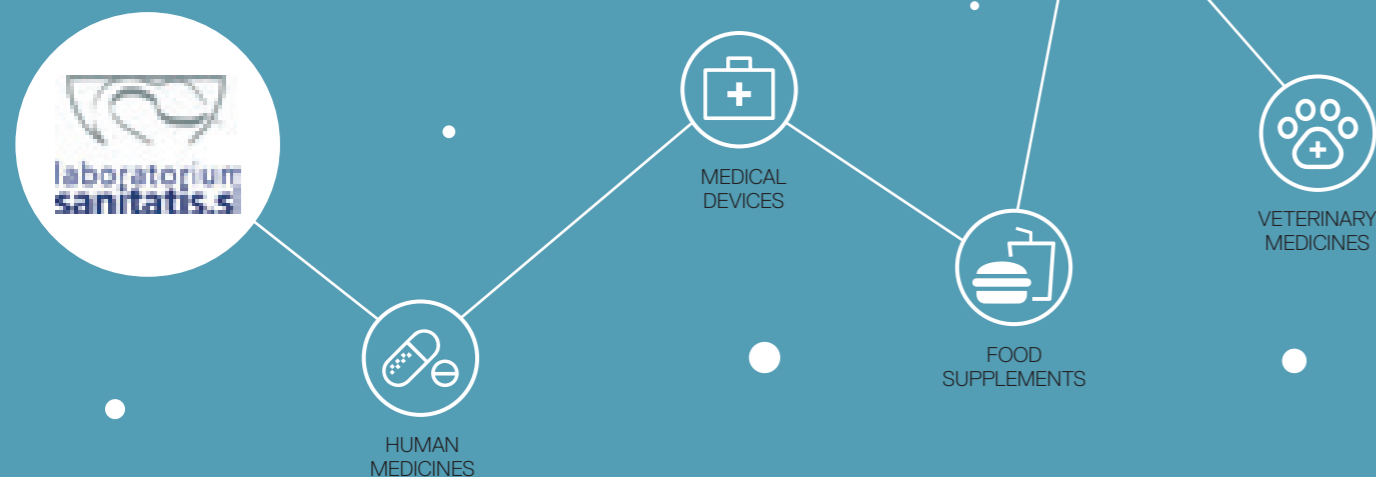 laboratorium
sanitatis.sl
MEDICAL
DEVICES
VETERINARY
MEDICINES
FOOD
SUPPLEMENTS
HUMAN
MEDICINES